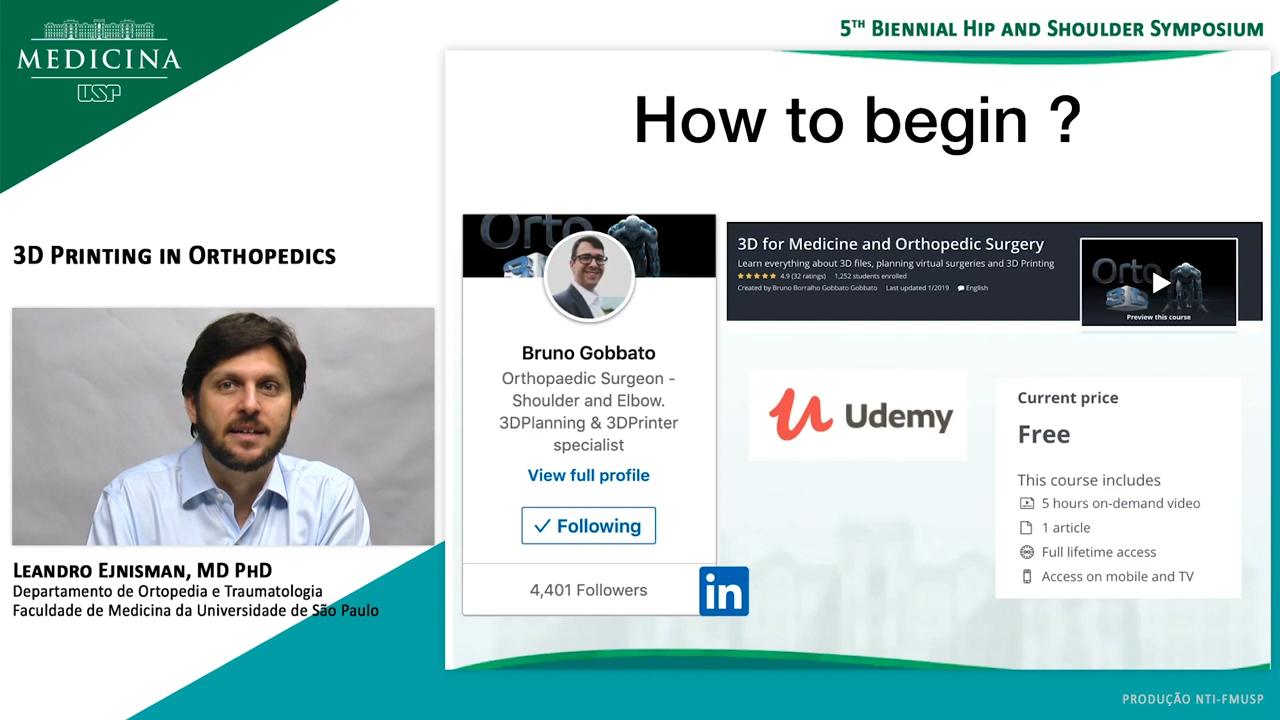 MEDICINA
USP
5TH BIENNIAL HIP AND SHOULDER SYMPOSIUM
How to begin ?
3D PRINTING IN ORTHOPEDICS
LEANDRO EJNISMAN, MD PHD
Departamento de Ortopedia e Traumatologia
Faculdade de Medicina da Universidade de São Paulo
Orto
Bruno Gobbato
Orthopaedic Surgeon -
Shoulder and Elbow.
3DPlanning & 3DPrinter
specialist
View full profile
✓ Following
4,401 Followers
in
3D for Medicine and Orthopedic Surgery
Learn everything about 3D files, planning virtual surgeries and 3D Printing
4.9 (32 ratings) 1,252 students enrolled
Created by Bruno Borralho Gobbato Gobbato Last updated 1/2019 English
Orto
3D
Preview this course
Udemy
Current price
Free
This course includes
5 hours on-demand video
1 article
Full lifetime access
Access on mobile and TV
PRODUÇÃO NTI-FMUSP